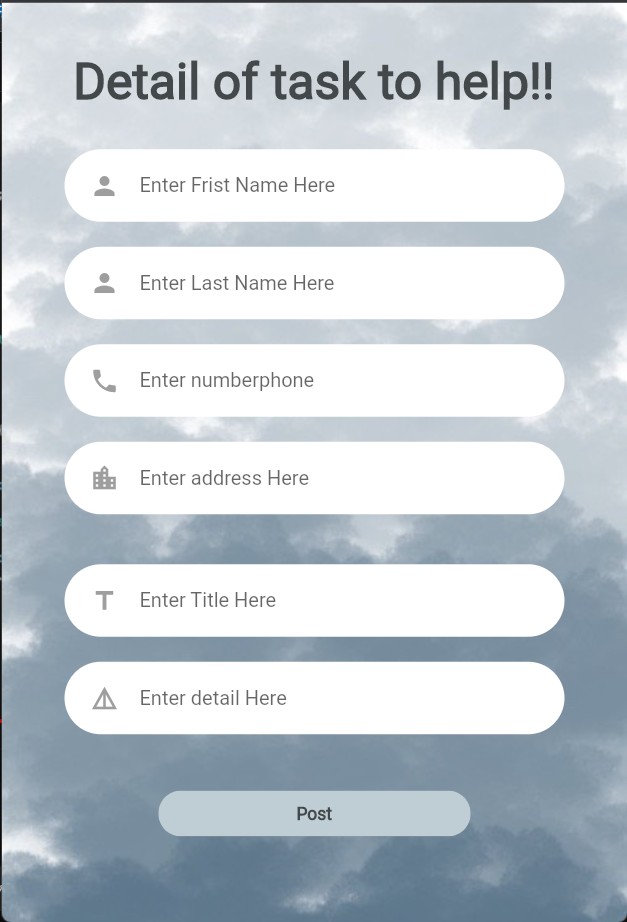 Detail of task to help!!
Enter Frist Name Here
Enter Last Name Here
Enter numberphone
Enter address Here
Enter Title Here
Enter detail Here
Post